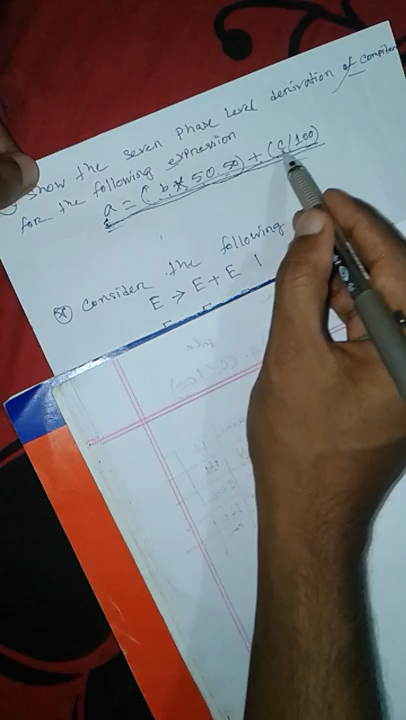 Show the seven phase level derivation of compiler
for the following expression
a = (b * 50.50) + (c/100)
consider the following
E > E + E |